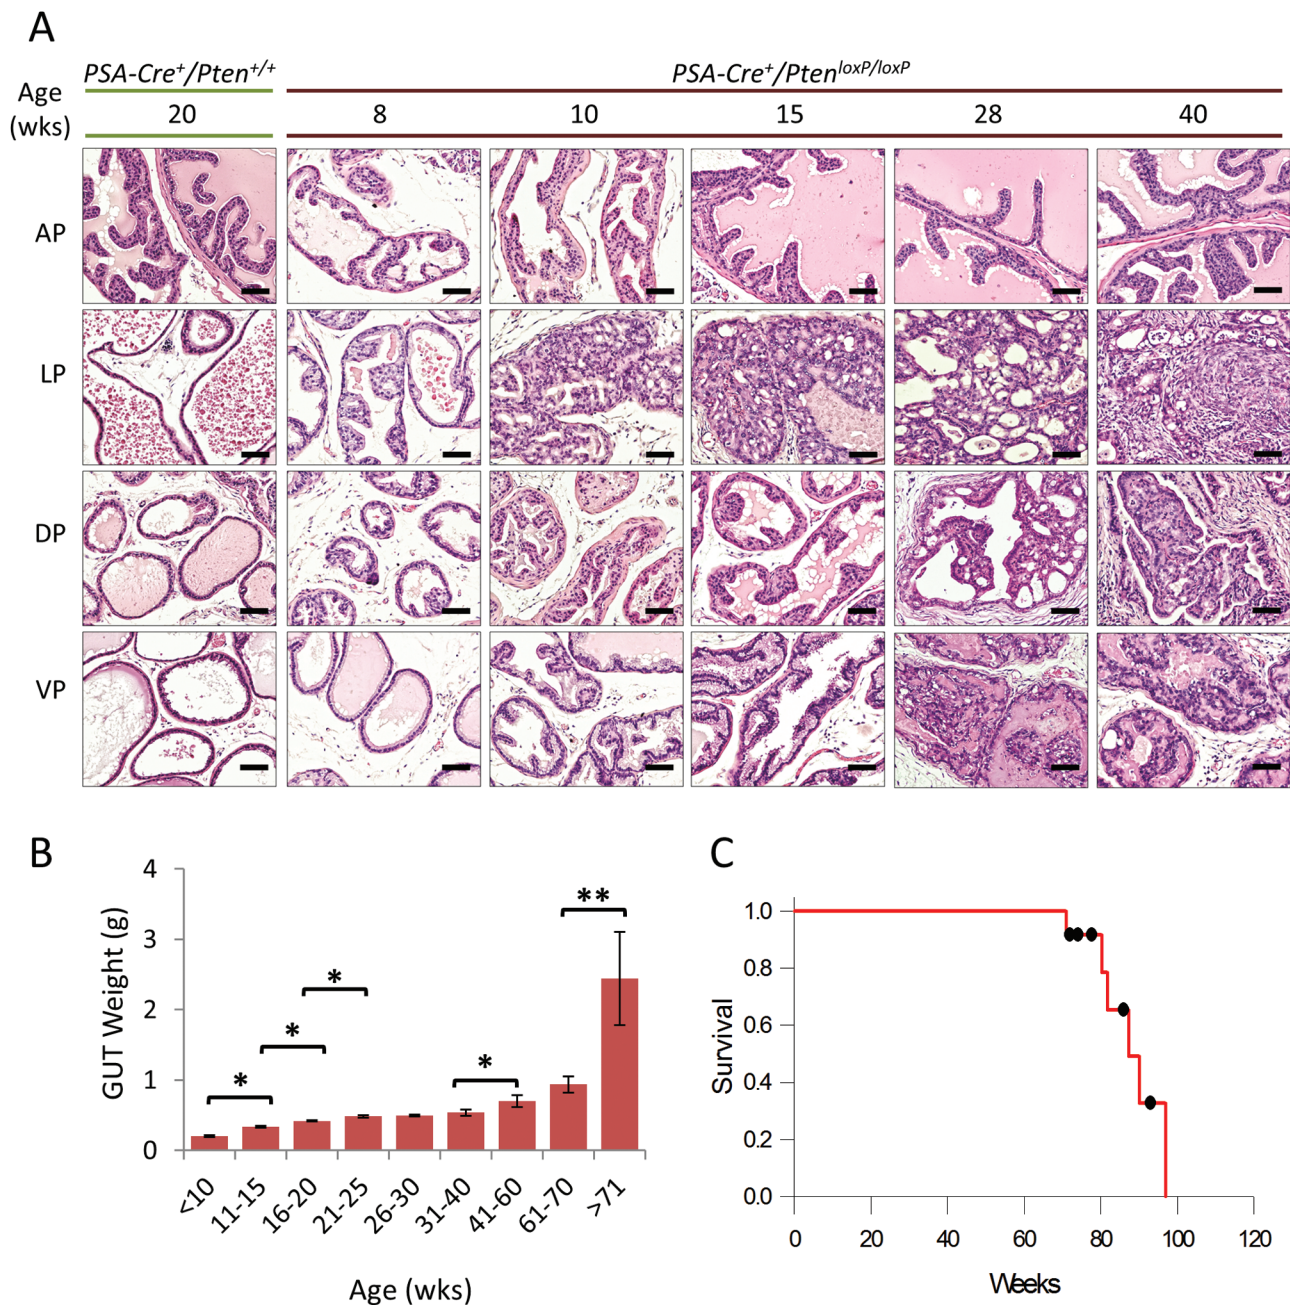 A
PSA-Cre+/Pten+/+
PSA-Cre+/PtenloxP/loxP
Age
(wks)
20
8
10
15
28
40
AP
LP
DP
VP
B
4
3
2
1
0
GUT Weight (g)
*
*
*
*
**
<10
11-15
16-20
21-25
26-30
31-40
41-60
61-70
>71
Age (wks)
C
1.0
0.8
0.6
0.4
0.2
0.0
Survival
0
20
40
60
80
100
120
Weeks